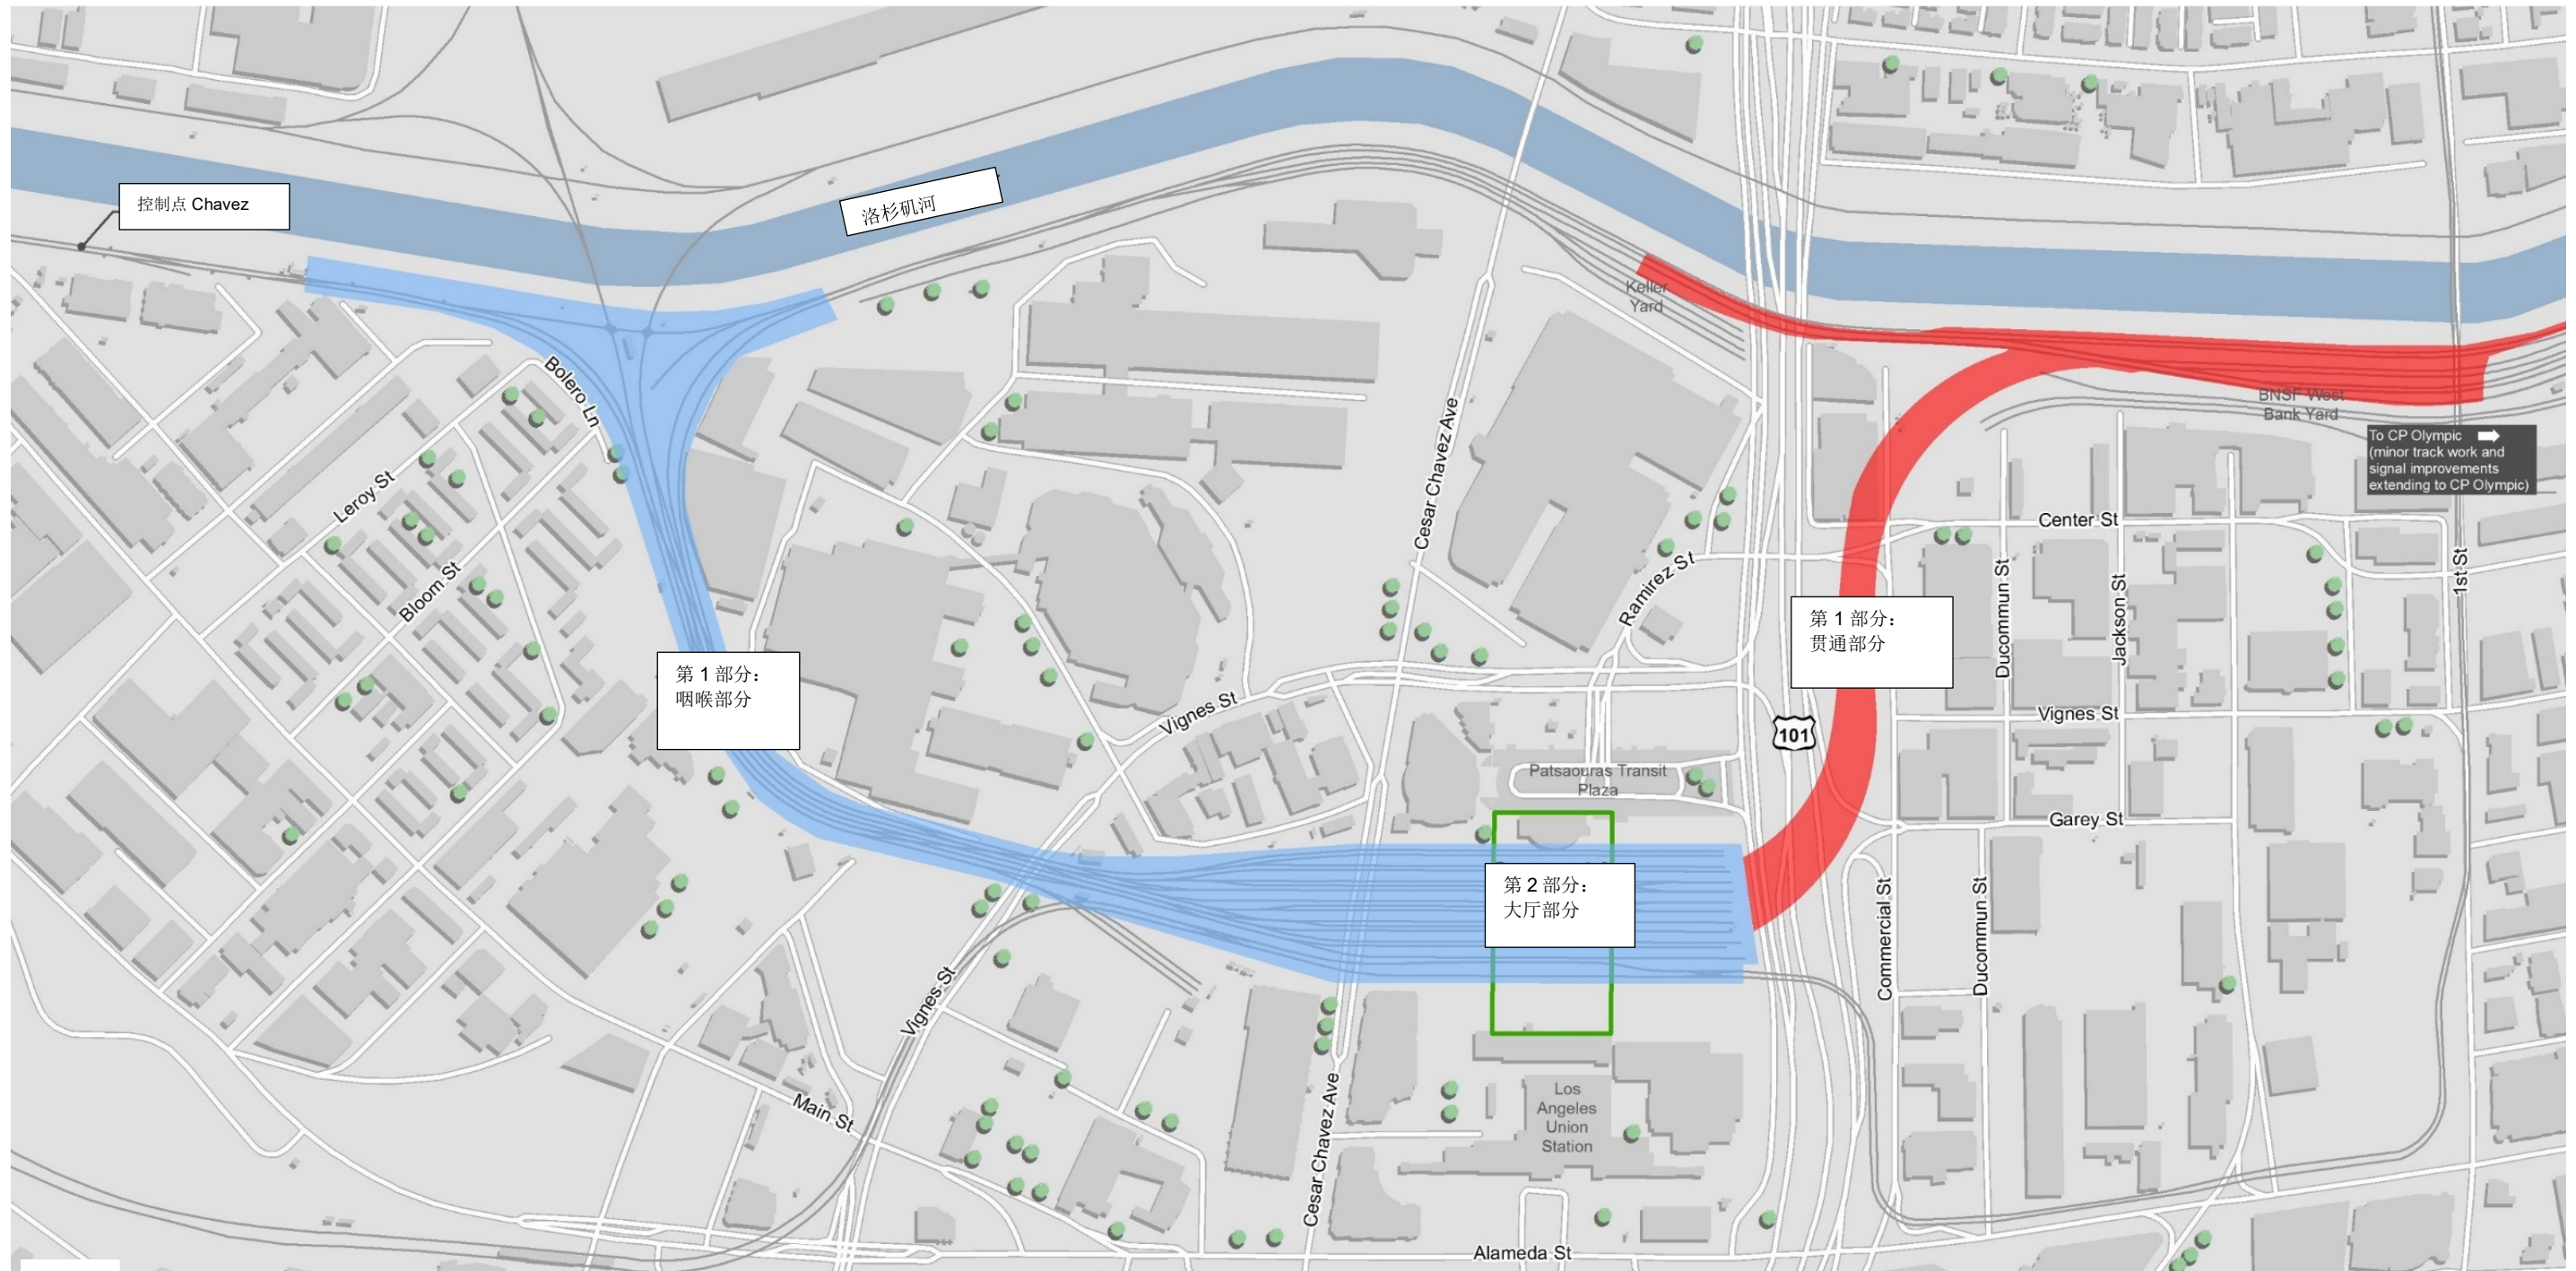 控制点 Chavez
洛杉矶河
Keller
Yard
BNSF West
Bank Yard
To CP Olympic
(minor track work and
signal improvements
extending to CP Olympic)
Bolero Ln
Leroy St
Bloom St
Cesar Chavez Ave
Ramirez St
Center St
Ducommun St
Jackson St
1st St
第 1 部分：
贯通部分
第 1 部分：
咽喉部分
Vignes St
Vignes St
101
Patsaouras Transit
Plaza
Garey St
第 2 部分：
大厅部分
Commercial St
Ducommun St
Vignes St
Main St
Cesar Chavez Ave
Los
Angeles
Union
Station
Alameda St